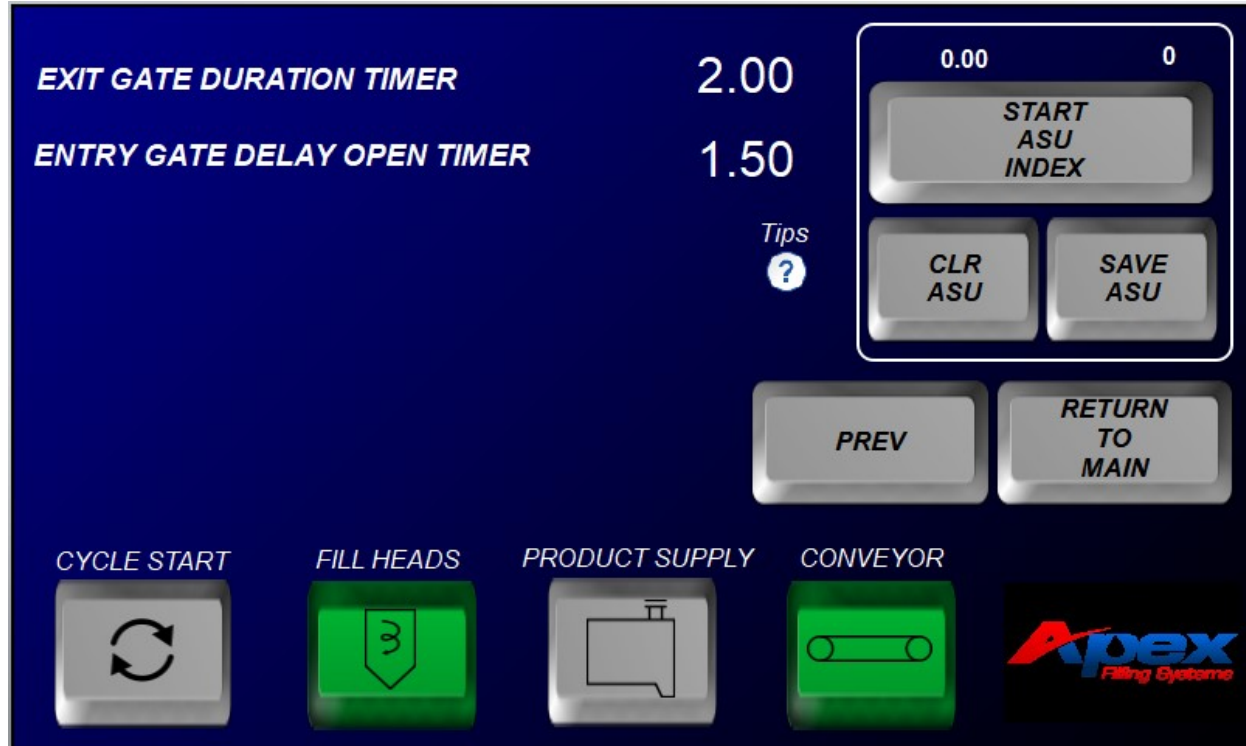 EXIT GATE DURATION TIMER 2.00
ENTRY GATE DELAY OPEN TIMER 1.50
0.00 0
START
ASU
INDEX
Tips
?
CLR
ASU
SAVE
ASU
PREV
RETURN
TO
MAIN
CYCLE START
FILL HEADS
PRODUCT SUPPLY
CONVEYOR
Apex
Filling Systems